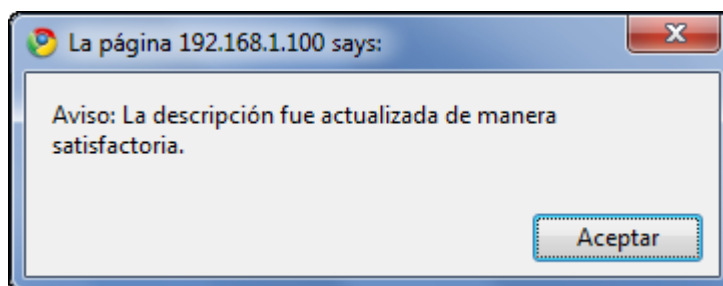 La página 192.168.1.100 says:
Aviso: La descripción fue actualizada de manera
satisfactoria.
Aceptar